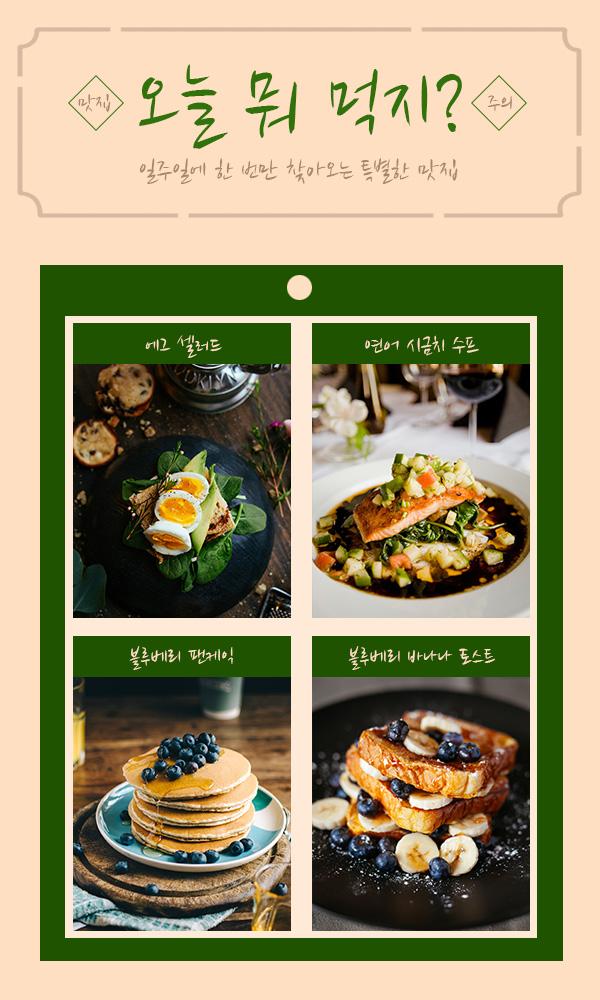 맛집
오늘 뭐 먹지?
주의
일주일에 한 번만 찾아오는 특별한 맛집
에그 샐러드
연어 시금치 수프
블루베리 팬케익
블루베리 바나나 토스트